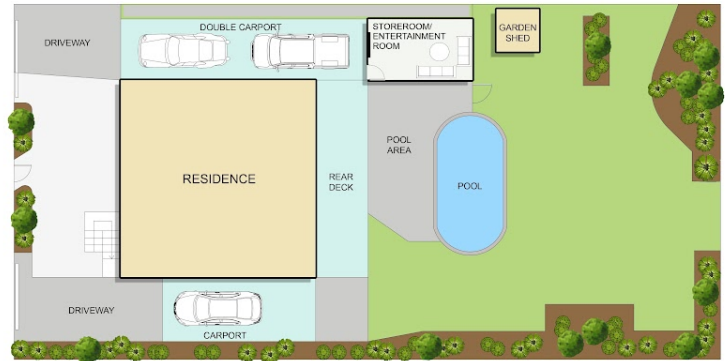 DRIVEWAY
DOUBLE CARPORT
STOREROOM/
ENTERTAINMENT
ROOM
GARDEN
SHED
POOL
AREA
RESIDENCE
REAR
DECK
POOL
DRIVEWAY
CARPORT